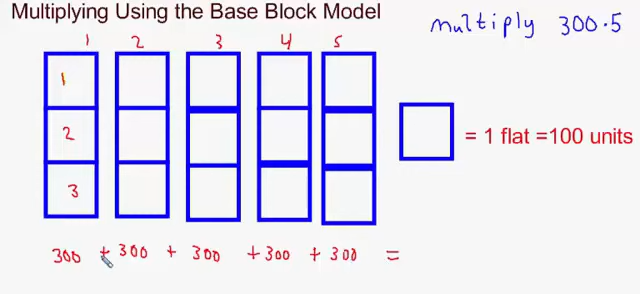 Multiplying Using the Base Block Model
multiply 300·5
1 2 3 4 5
1
2
3
= 1 flat =100 units
300 + 300 + 300 + 300 + 300 =